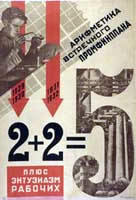 АРИФМЕТИКА
ВСТРЕЧНОГО
ПРОМФИНПЛАНА
2+2=5
ПЛЮС
ЭНТУЗИАЗМ
РАБОЧИХ